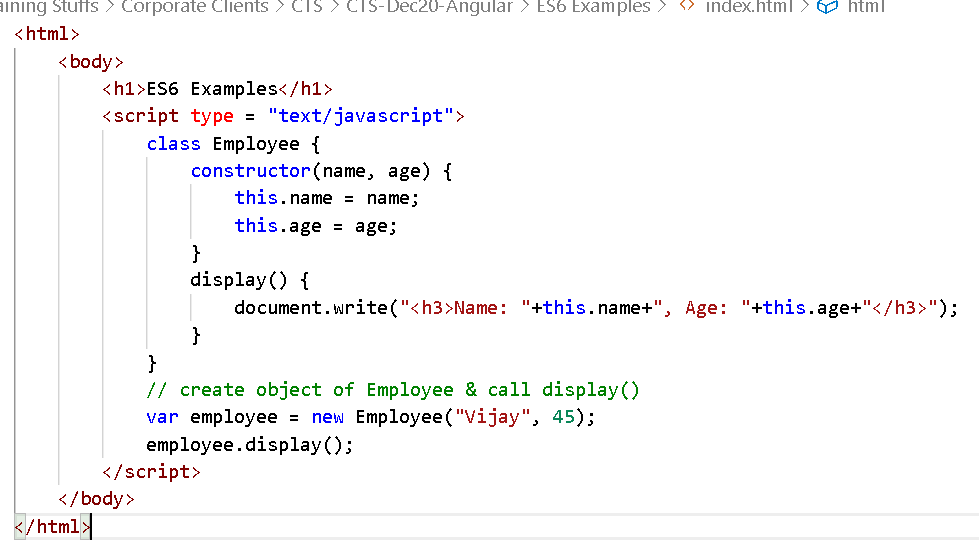 aining Stuffs > Corporate Clients > CTS > CTS-Dec20-Angular > ES6 Examples > <> index.html > html
<html>
    <body>
        <h1>ES6 Examples</h1>
        <script type = "text/javascript">
            class Employee {
                constructor(name, age) {
                    this.name = name;
                    this.age = age;
                }
                display() {
                    document.write("<h3>Name: "+this.name+", Age: "+this.age+"</h3>");
                }
            }
            // create object of Employee & call display()
            var employee = new Employee("Vijay", 45);
            employee.display();
        </script>
    </body>
</html>